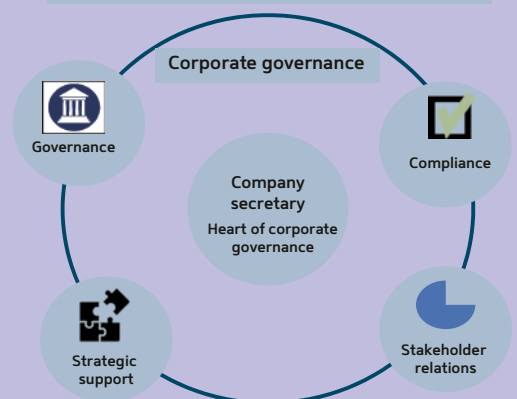 Corporate governance
Governance
Compliance
Company
secretary
Heart of corporate
governance
Strategic
support
Stakeholder
relations